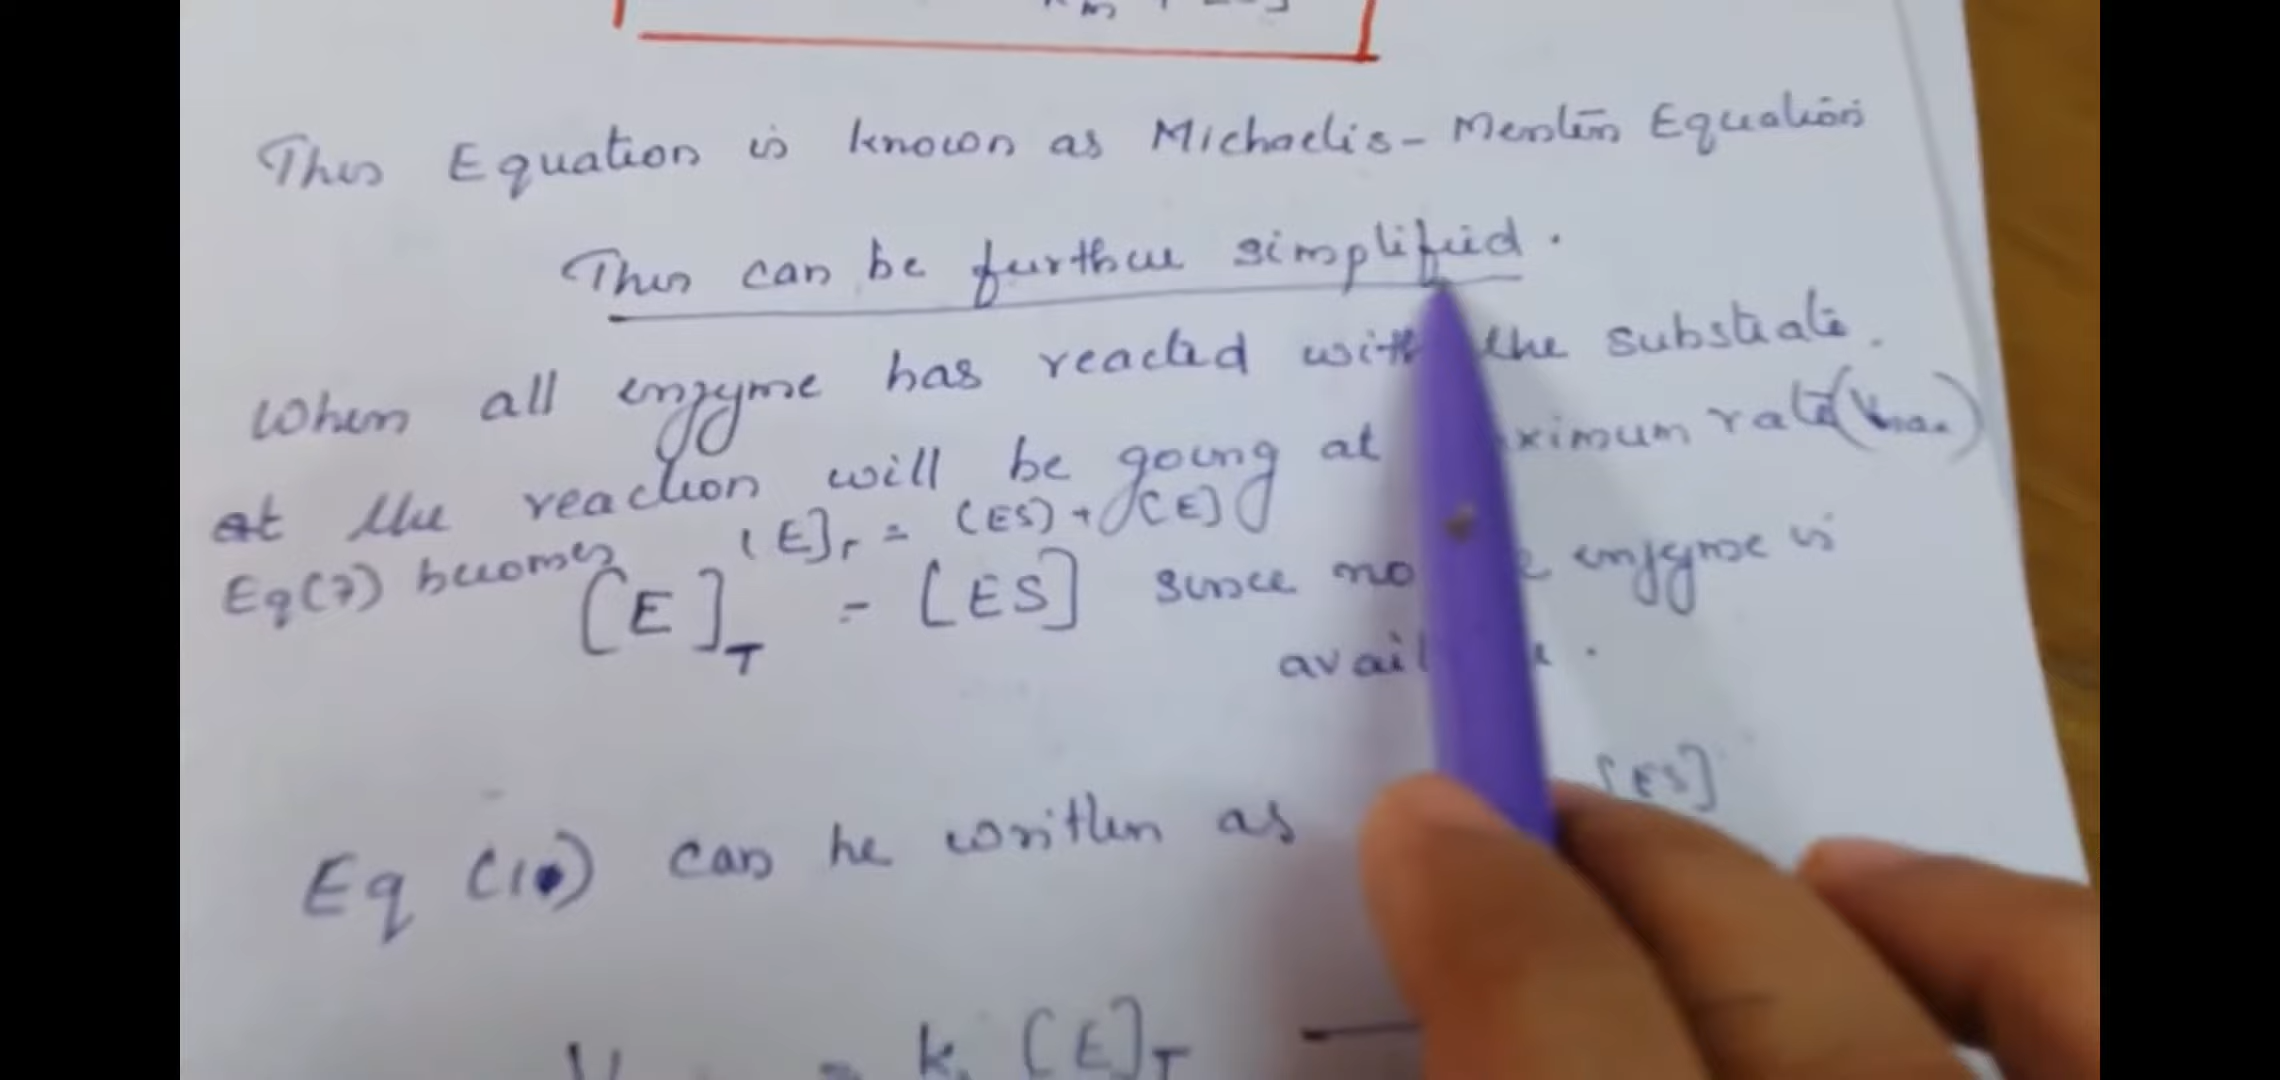 This Equation is known as Michaelis - Menten Equation
This can be further simplified.
When all enzyme has reacted with the substrate.
at the reaction will be going at rate (Vmax)
Eq (7) becomes [E]T = [ES] + [E]
[E]T = [ES] since no enzyme is
Eq (10) can be written as [ES]
= k [E]T